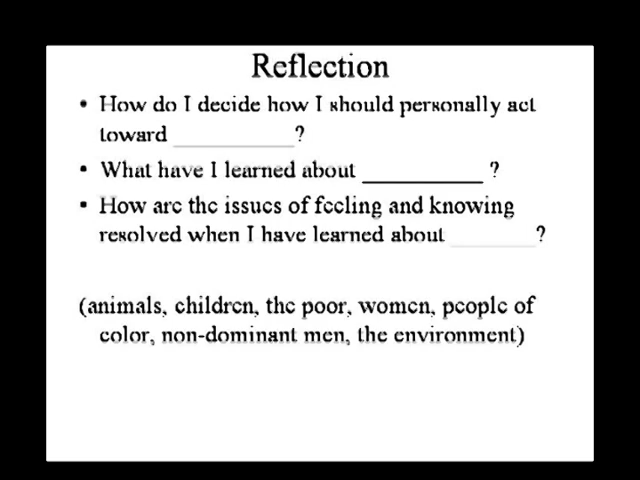 Reflection
• How do I decide how I should personally act
toward __________?
• What have I learned about __________ ?
• How are the issues of feeling and knowing
resolved when I have learned about _______?
(animals, children, the poor, women, people of
color, non-dominant men, the environment)